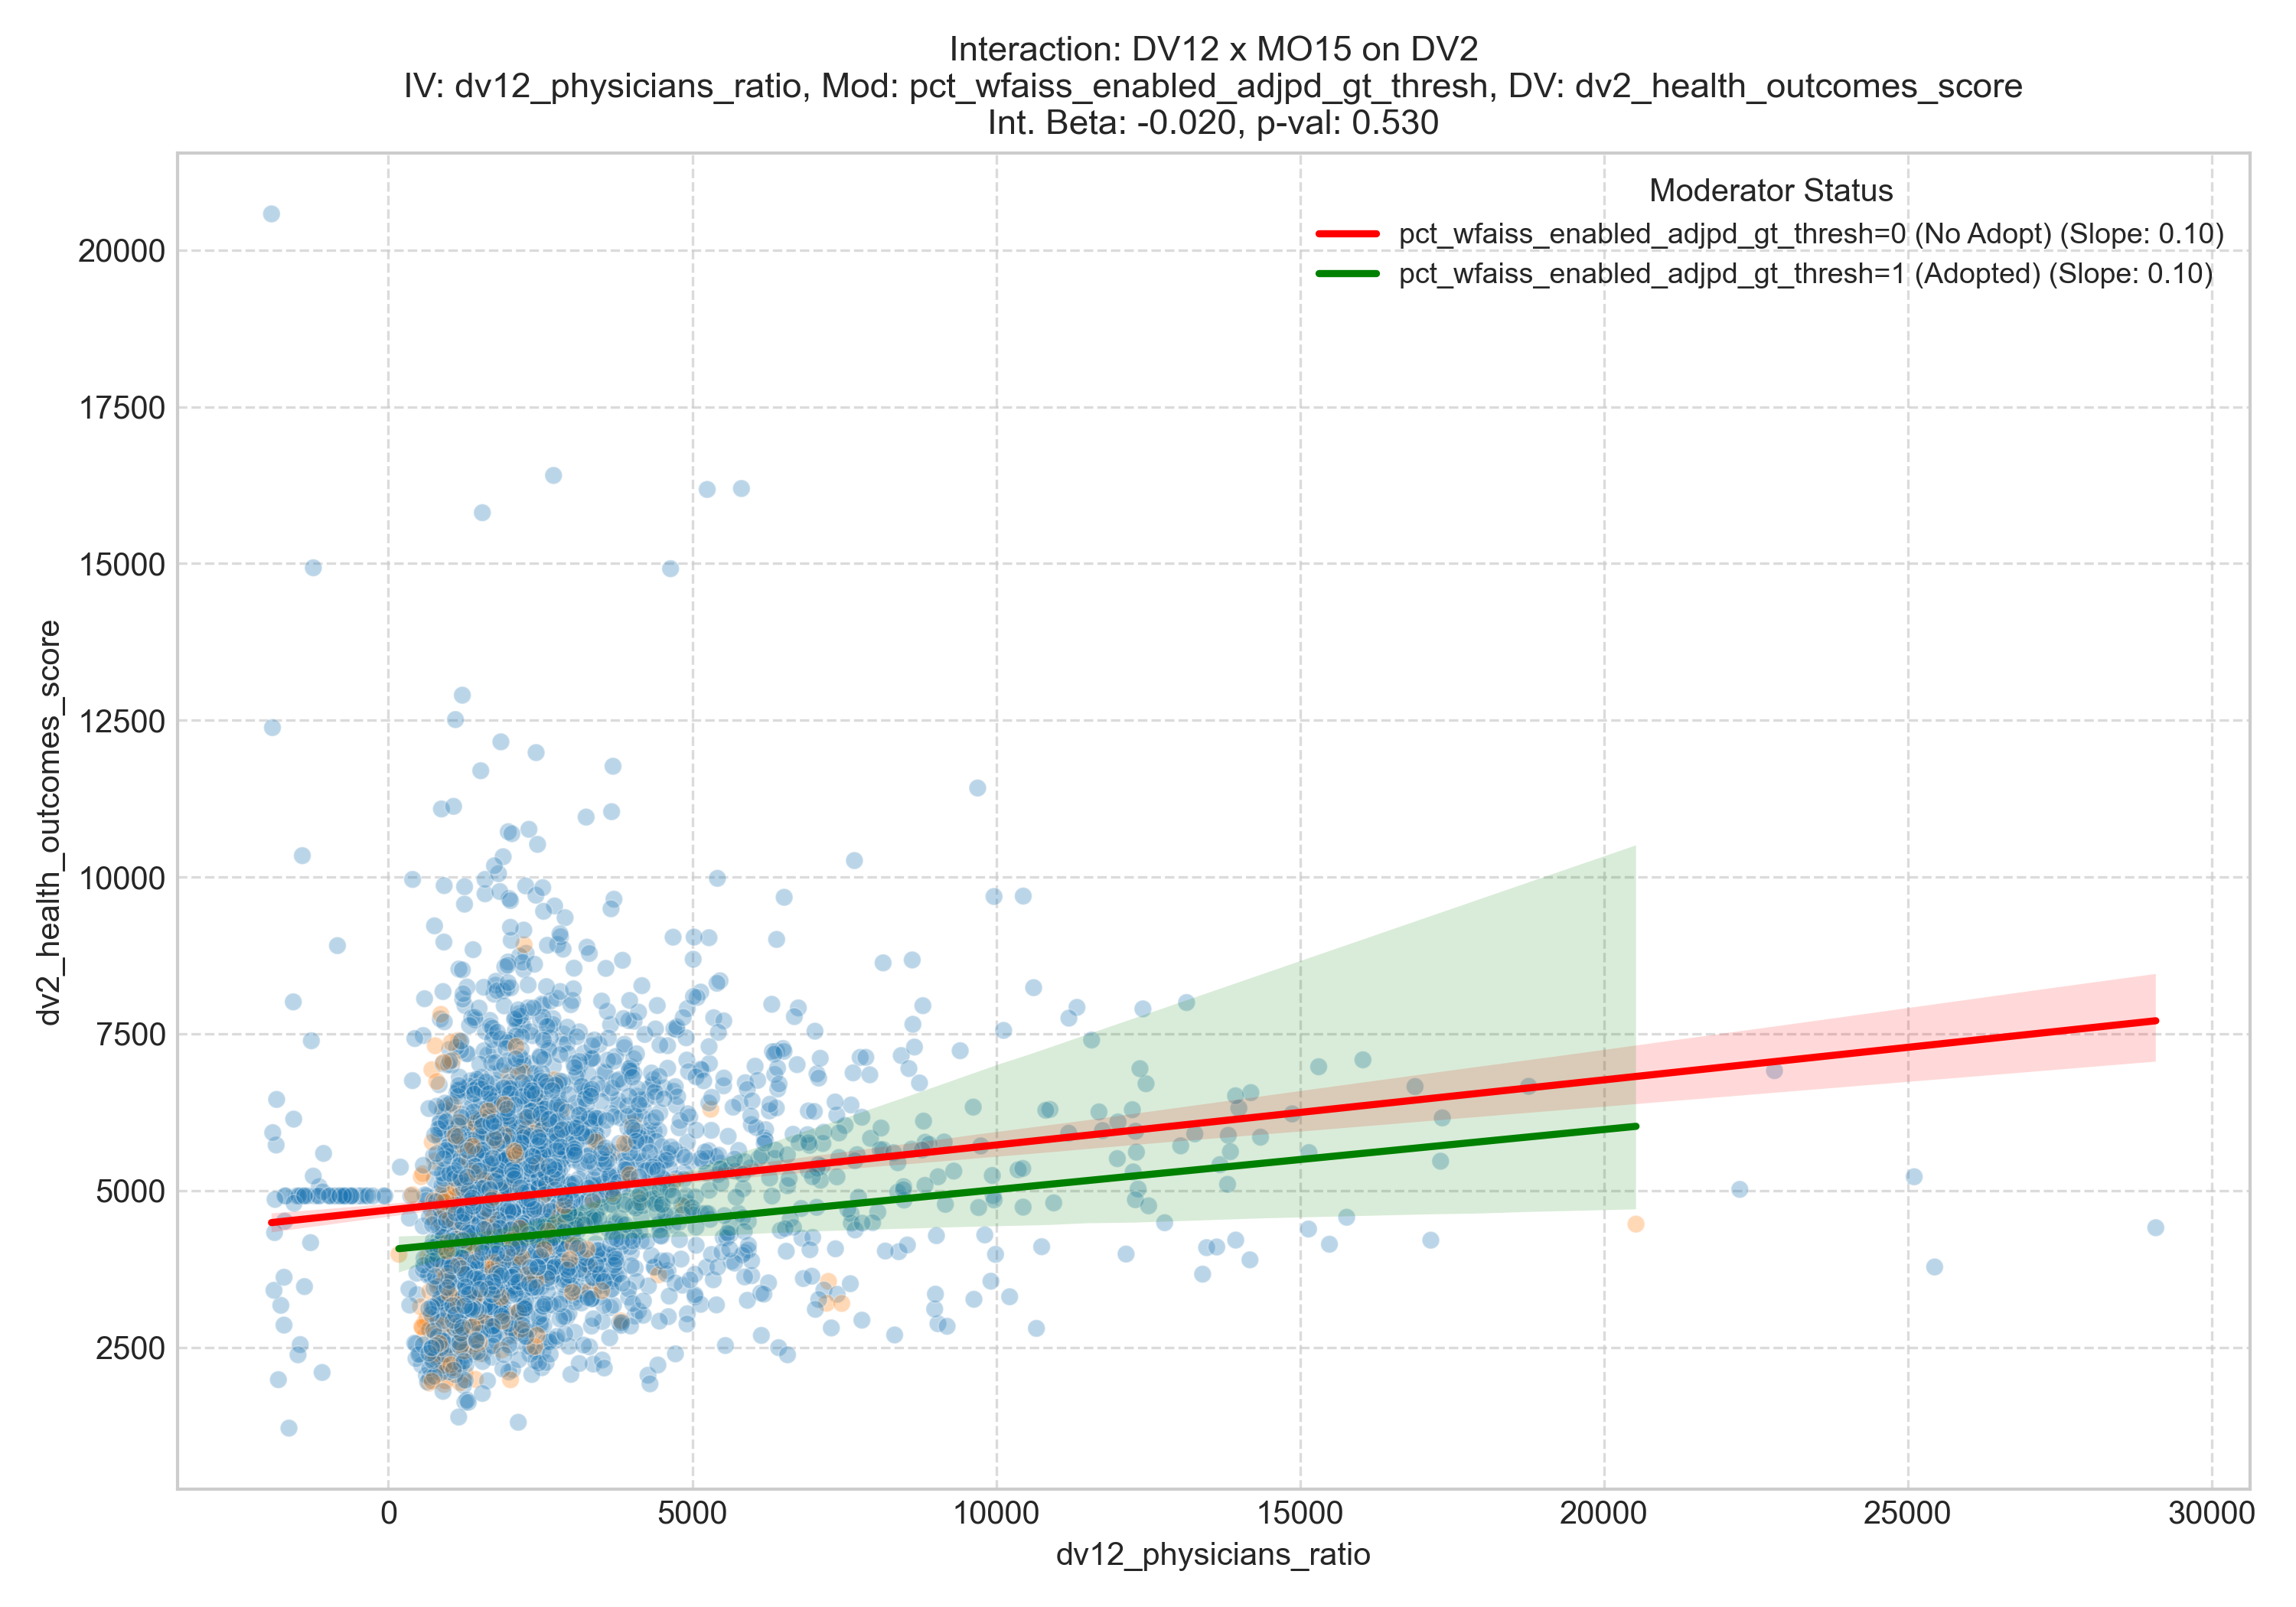 Interaction: DV12 x MO15 on DV2
IV: dv12_physicians_ratio, Mod: pct_wfaiss_enabled_adjpd_gt_thresh, DV: dv2_health_outcomes_score
Int. Beta: -0.020, p-val: 0.530
Moderator Status
pct_wfaiss_enabled_adjpd_gt_thresh=0 (No Adopt) (Slope: 0.10)
pct_wfaiss_enabled_adjpd_gt_thresh=1 (Adopted) (Slope: 0.10)
dv2_health_outcomes_score
20000
17500
15000
12500
10000
7500
5000
2500
0
5000
10000
15000
20000
25000
30000
dv12_physicians_ratio